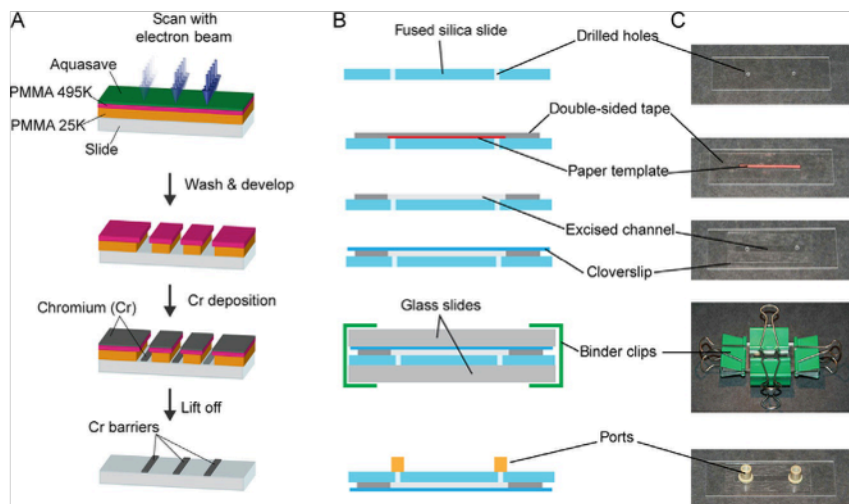 A
Scan with
electron beam
Aquasave
PMMA 495K
PMMA 25K
Slide
Wash & develop
Cr deposition
Chromium (Cr)
Lift off
Cr barriers
B
Fused silica slide
Drilled holes
Double-sided tape
Paper template
Excised channel
Cloverslip
Glass slides
Binder clips
Ports
C